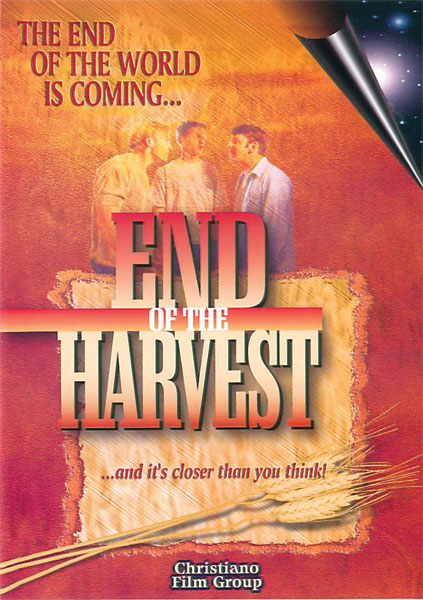 THE END
OF THE WORLD
IS COMING...
END
OF THE
HARVEST
...and it's closer than you think!
Christiano
Film Group